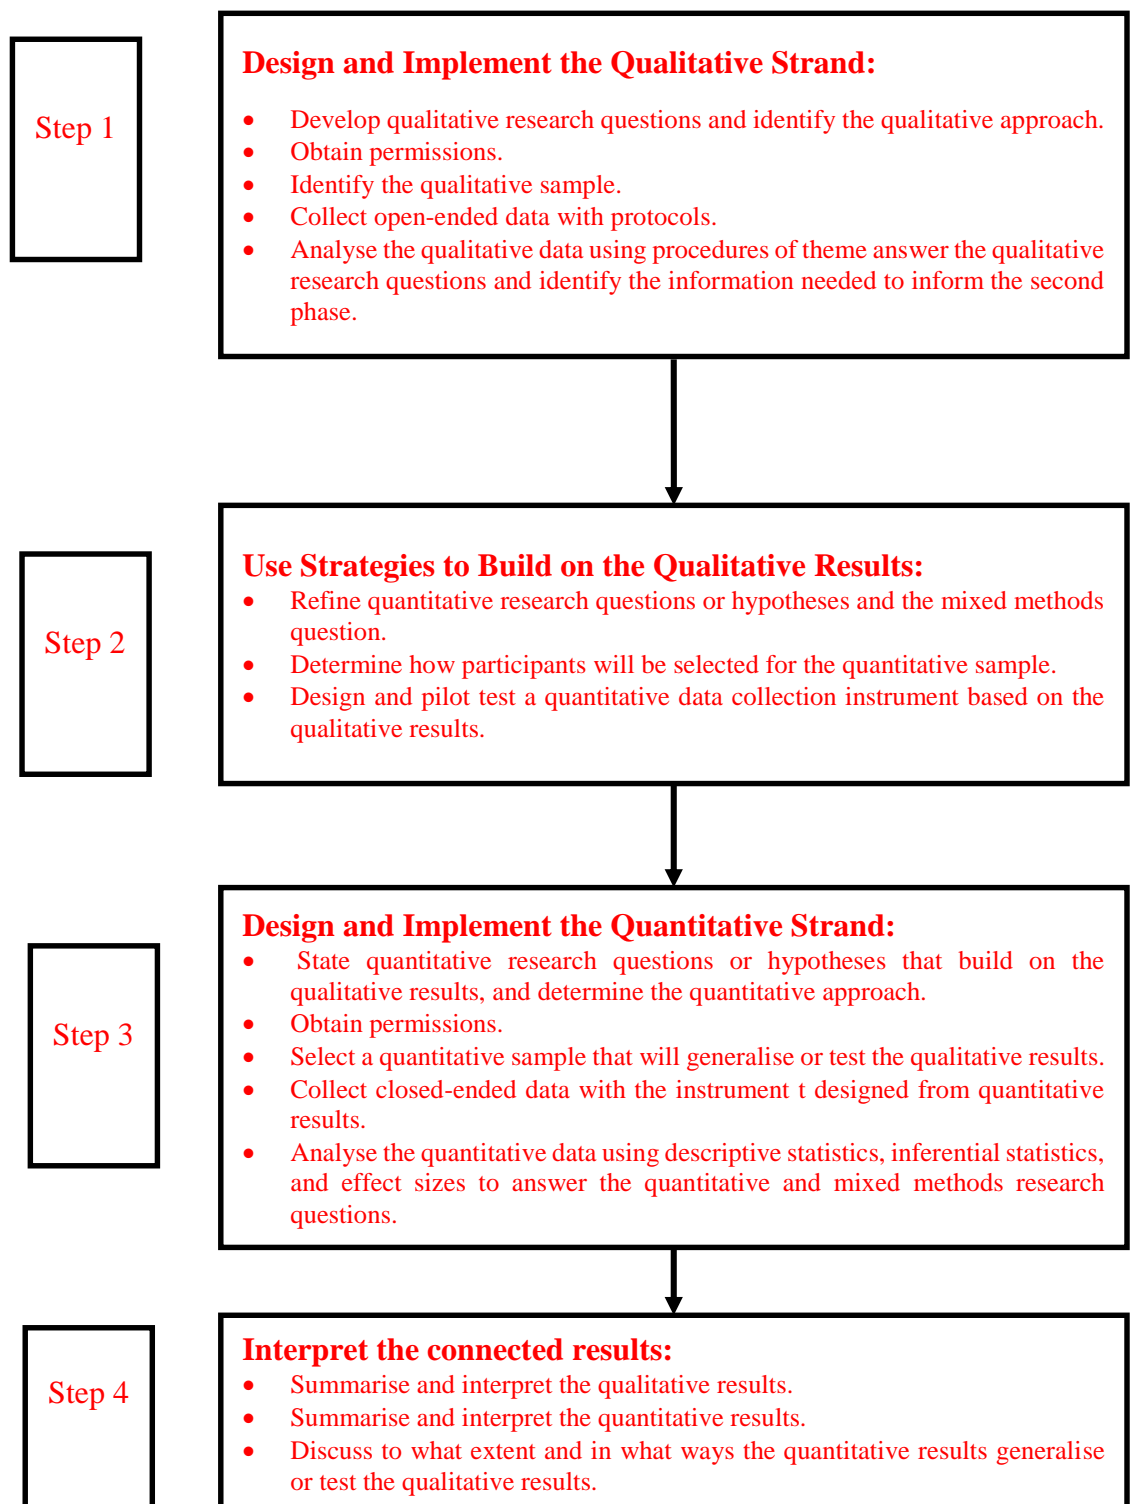 Step 1
Design and Implement the Qualitative Strand:
• Develop qualitative research questions and identify the qualitative approach.
• Obtain permissions.
• Identify the qualitative sample.
• Collect open-ended data with protocols.
• Analyse the qualitative data using procedures of theme answer the qualitative
research questions and identify the information needed to inform the second
phase.
Step 2
Use Strategies to Build on the Qualitative Results:
• Refine quantitative research questions or hypotheses and the mixed methods
question.
• Determine how participants will be selected for the quantitative sample.
• Design and pilot test a quantitative data collection instrument based on the
qualitative results.
Step 3
Design and Implement the Quantitative Strand:
• State quantitative research questions or hypotheses that build on the
qualitative results, and determine the quantitative approach.
• Obtain permissions.
• Select a quantitative sample that will generalise or test the qualitative results.
• Collect closed-ended data with the instrument t designed from quantitative
results.
• Analyse the quantitative data using descriptive statistics, inferential statistics,
and effect sizes to answer the quantitative and mixed methods research
questions.
Step 4
Interpret the connected results:
• Summarise and interpret the qualitative results.
• Summarise and interpret the quantitative results.
• Discuss to what extent and in what ways the quantitative results generalise
or test the qualitative results.